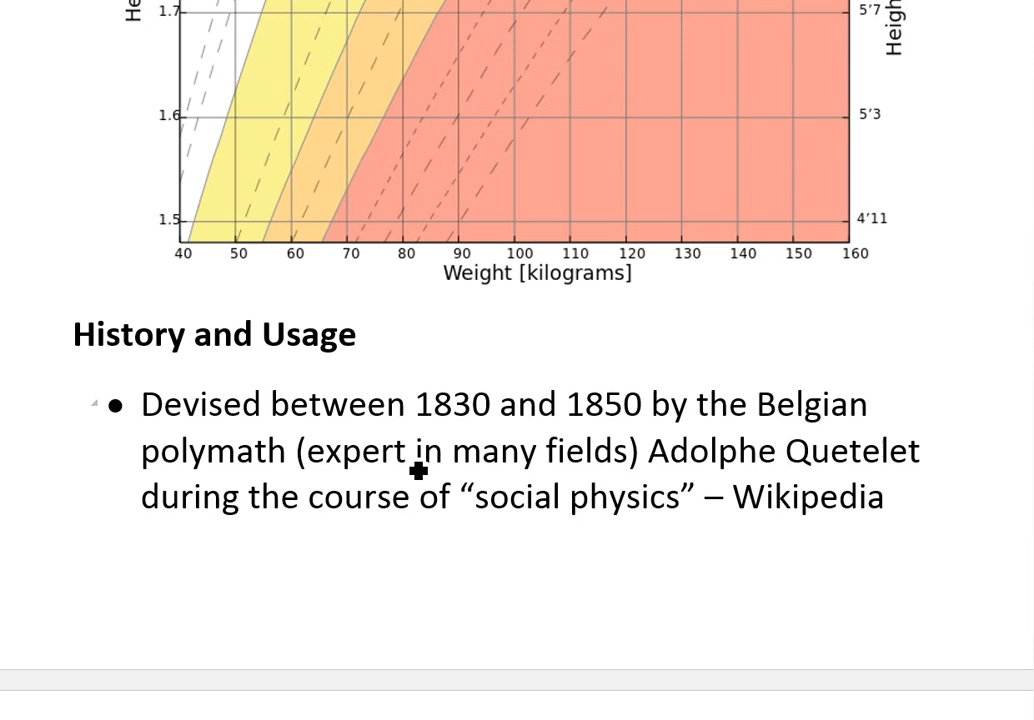 He
1.7
5'7
Heigh
1.6
5'3
1.5
4'11
40 50 60 70 80 90 100 110 120 130 140 150 160
Weight [kilograms]
History and Usage
● Devised between 1830 and 1850 by the Belgian
polymath (expert in many fields) Adolphe Quetelet
during the course of “social physics” – Wikipedia